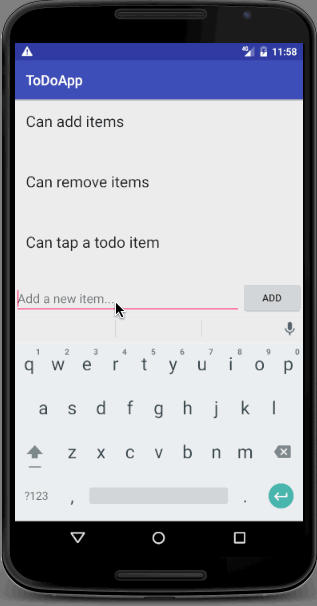 4G 11:58
ToDoApp
Can add items
Can remove items
Can tap a todo item
Add a new item... ADD
1 2 3 4 5 6 7 8 9 0
q w e r t y u i o p
a s d f g h j k l
z x c v b n m
?123 , .